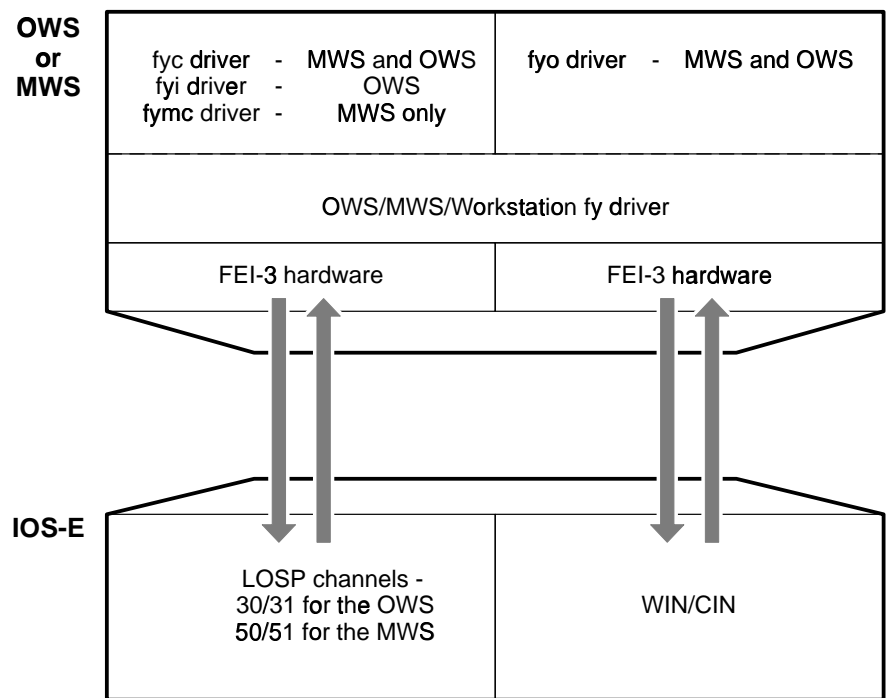 OWS
or
MWS
fyc driver - MWS and OWS
fyi driver - OWS
fymc driver - MWS only
fyo driver - MWS and OWS
OWS/MWS/Workstation fy driver
FEI-3 hardware
FEI-3 hardware
IOS-E
LOSP channels -
30/31 for the OWS
50/51 for the MWS
WIN/CIN